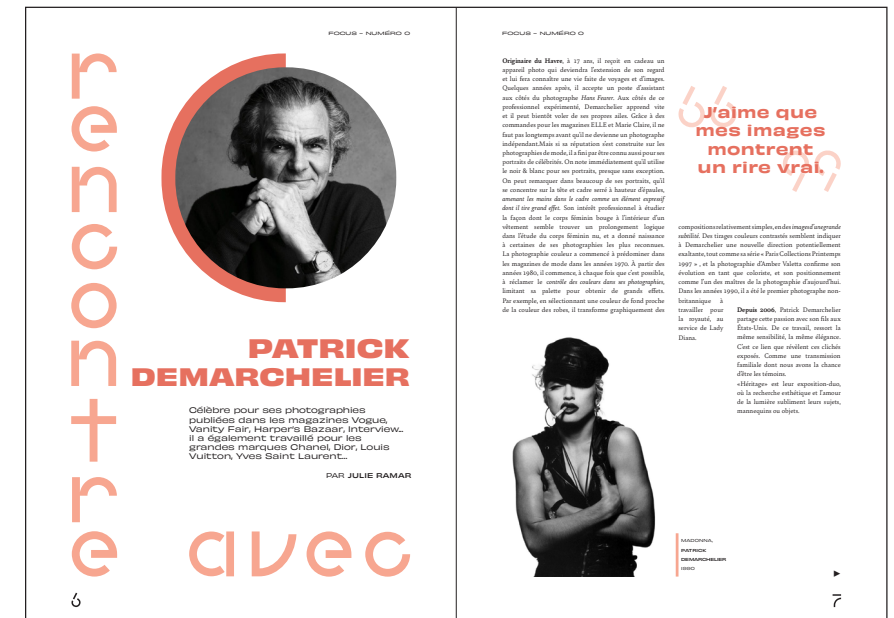 FOCUS – NUMÉRO 0
rencontre
avec
PATRICK
DEMARCHELIER
Célèbre pour ses photographies
publiées dans les magazines Vogue,
Vanity Fair, Harper's Bazaar, Interview...
il a également travaillé pour les
grandes marques Chanel, Dior, Louis
Vuitton, Yves Saint Laurent...
PAR JULIE RAMAR
6
FOCUS – NUMÉRO 0
Originaire du Havre, à 17 ans, il reçoit en cadeau un
appareil photo qui deviendra l'extension de son regard
et lui fera connaître une vie faite de voyages et d'images.
Quelques années après, il accepte un poste d'assistant
aux côtés du photographe Hans Feurer. Aux côtés de ce
professionnel expérimenté, Demarchelier apprend vite
et il peut bientôt voler de ses propres ailes. Grâce à des
commandes pour les magazines ELLE et Marie Claire, il ne
faut pas longtemps avant qu'il ne devienne un photographe
indépendant.Mais si sa réputation s'est construite sur les
photographies de mode, il a fini par être connu aussi pour ses
portraits de célébrités. On note immédiatement qu'il utilise
le noir & blanc pour ses portraits, presque sans exception.
On peut remarquer dans beaucoup de ses portraits, qu'il
se concentre sur la tête et cadre serré à hauteur d'épaules,
amenant les mains dans le cadre comme un élément expressif
dont il tire grand effet. Son intérêt professionnel à étudier
la façon dont le corps féminin bouge à l'intérieur d'un
vêtement semble trouver un prolongement logique
dans l'étude du corps féminin nu, et a donné naissance
à certaines de ses photographies les plus reconnues.
La photographie couleur a commencé à prédominer dans
les magazines de mode dans les années 1970. À partir des
années 1980, il commence, à chaque fois que c'est possible,
à réclamer le contrôle des couleurs dans ses photographies,
limitant sa palette pour obtenir de grands effets.
Par exemple, en sélectionnant une couleur de fond proche
de la couleur des robes, il transforme graphiquement des
J'aime que
mes images
montrent
un rire vrai.
compositions relativement simples, en des images d'une grande
subtilité. Des tirages couleurs contrastés semblent indiquer
à Demarchelier une nouvelle direction potentiellement
exaltante, tout comme sa série « Paris Collections Printemps
1997 » , et la photographie d'Amber Valetta confirme son
évolution en tant que coloriste, et son positionnement
comme l'un des maîtres de la photographie d'aujourd'hui.
Dans les années 1990, il a été le premier photographe non-
britannique à
travailler pour
la royauté, au
service de Lady
Diana.
Depuis 2006, Patrick Demarchelier
partage cette passion avec son fils aux
États-Unis. De ce travail, ressort la
même sensibilité, la même élégance.
C'est ce lien que révèlent ces clichés
exposés. Comme une transmission
familiale dont nous avons la chance
d'être les témoins.
«Héritage» est leur exposition-duo,
où la recherche esthétique et l'amour
de la lumière subliment leurs sujets,
mannequins ou objets.
MADONNA,
PATRICK
DEMARCHELIER
1990
7